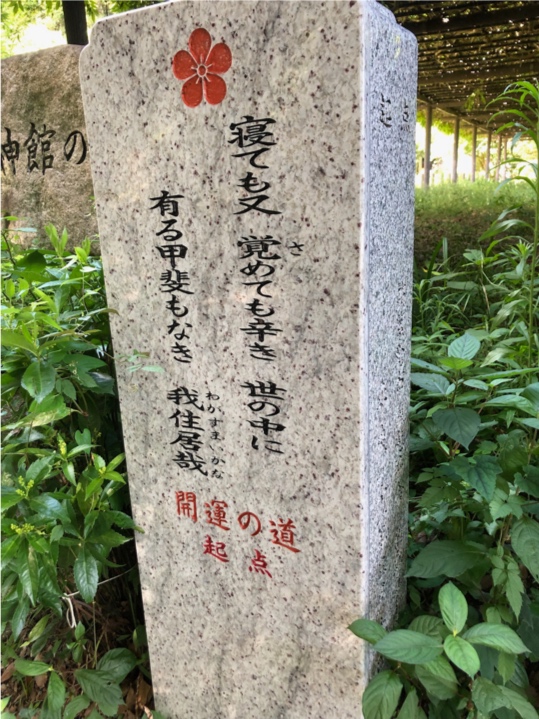 寝ても又 覚めても辛き 世の中に
さ
有る甲斐もなき 我住居哉
わがすま かな
開運の道
起点
神館の